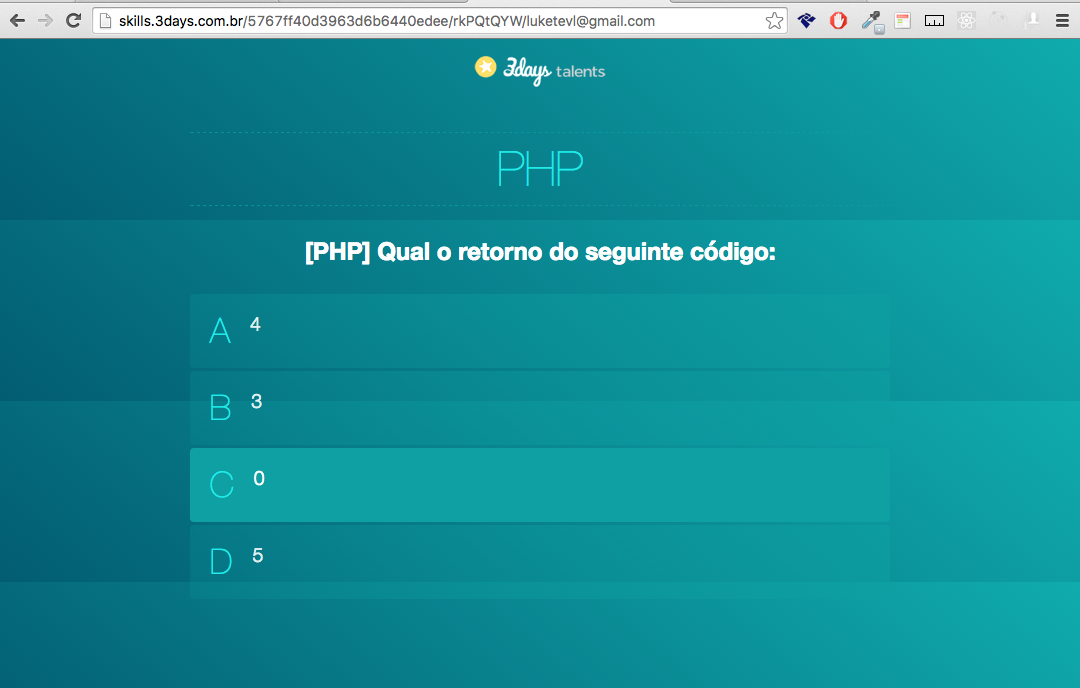 skills.3days.com.br/5767ff40d3963d6b6440edee/rkPQtQYW/luketevl@gmail.com
3days talents
PHP
[PHP] Qual o retorno do seguinte código:
A 4
B 3
C 0
D 5